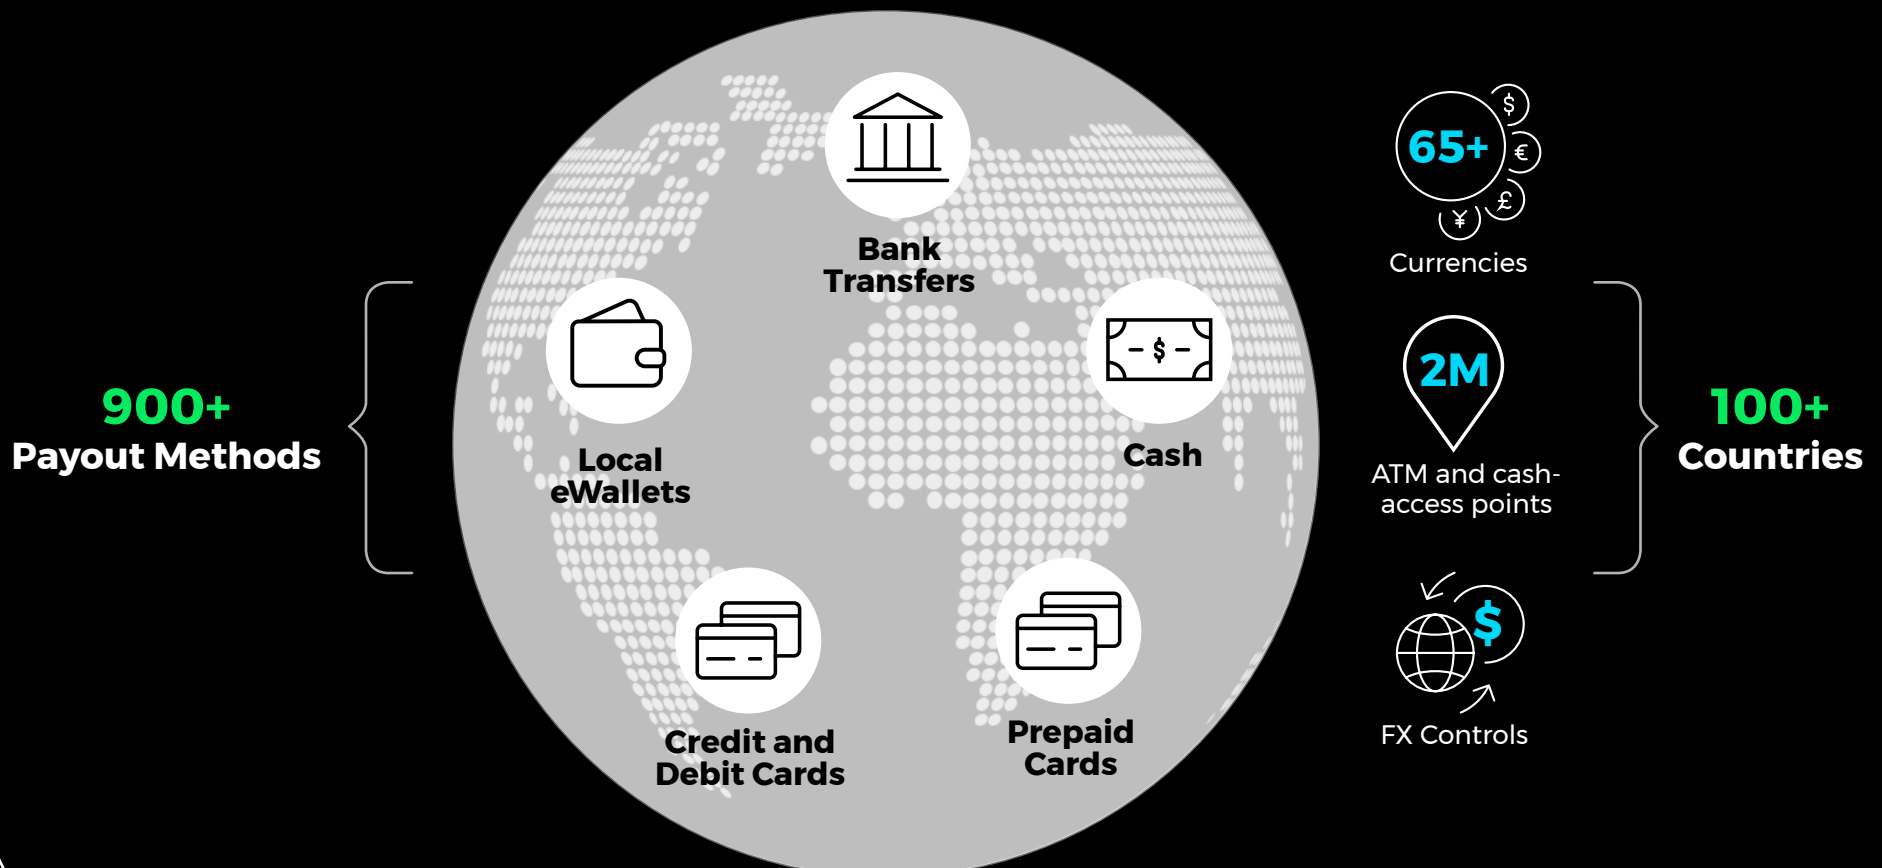 900+
Payout Methods
Bank
Transfers
Local
eWallets
$
Cash
Credit and
Debit Cards
Prepaid
Cards
65+
$
€
£
¥
Currencies
2M
ATM and cash-
access points
$
FX Controls
100+
Countries